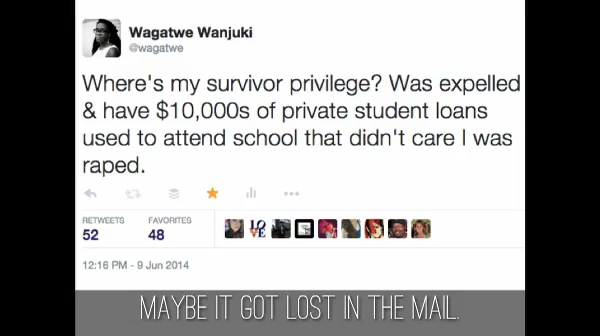 Wagatwe Wanjuki
@wagatwe
Where's my survivor privilege? Was expelled
& have $10,000s of private student loans
used to attend school that didn't care I was
raped.
RETWEETS
52
FAVORITES
48
LOVE
12:16 PM - 9 Jun 2014
MAYBE IT GOT LOST IN THE MAIL.